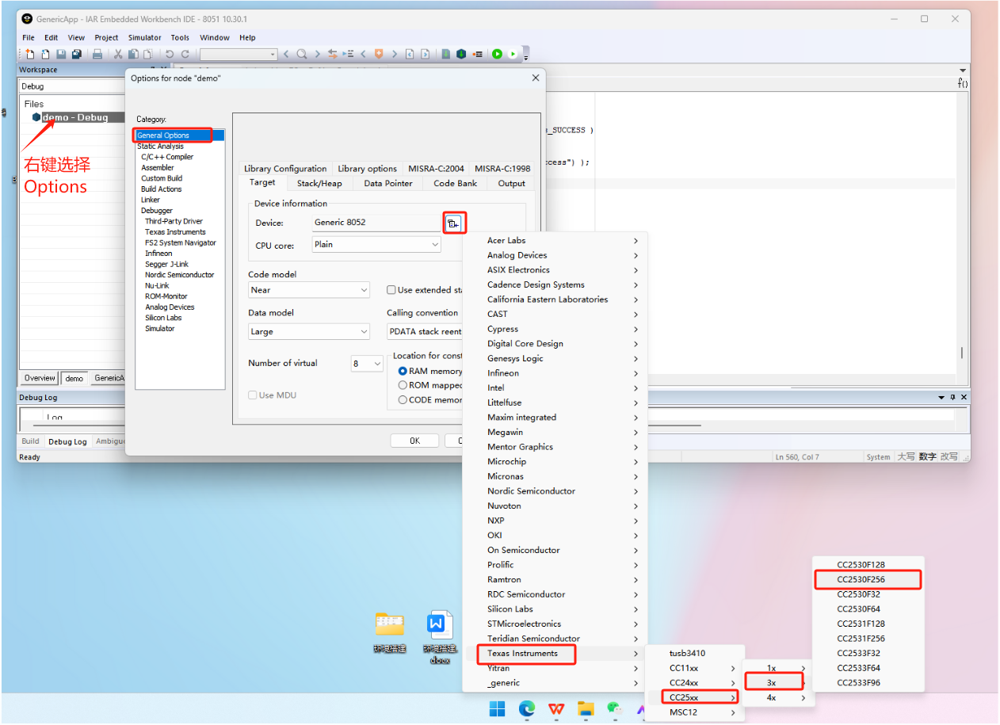 GenericApp - IAR Embedded Workbench IDE - 8051 10.30.1
File Edit View Project Simulator Tools Window Help
Workspace
Debug
Files
demo - Debug
右键选择
Options
Overview demo GenericA
_SUCCESS )
cess") );
Options for node "demo"
Category:
General Options
Static Analysis
C/C++ Compiler
Assembler
Custom Build
Build Actions
Linker
Debugger
Third-Party Driver
Texas Instruments
FS2 System Navigator
Infineon
Segger J-Link
Nordic Semiconductor
Nu-Link
ROM-Monitor
Analog Devices
Silicon Labs
Simulator
Library Configuration Library options MISRA-C:2004 MISRA-C:1998
Target Stack/Heap Data Pointer Code Bank Output
Device information
Device: Generic 8052
CPU core: Plain
Code model
Near
Use extended sta
Data model
Calling convention
Large
PDATA stack reent
Number of virtual 8
Location for const
RAM memory
ROM mapped
CODE memor
Use MDU
OK C
Acer Labs
Analog Devices
ASIX Electronics
Cadence Design Systems
California Eastern Laboratories
CAST
Cypress
Digital Core Design
Genesys Logic
Infineon
Intel
Littelfuse
Maxim integrated
Megawin
Mentor Graphics
Microchip
Micronas
Nordic Semiconductor
Nuvoton
NXP
OKI
On Semiconductor
Prolific
Ramtron
RDC Semiconductor
Silicon Labs
STMicroelectronics
Teridian Semiconductor
Texas Instruments
Yitran
_generic
tusb3410
CC11xx
CC24xx
CC25xx
MSC12
1x
3x
4x
CC2530F128
CC2530F256
CC2530F32
CC2530F64
CC2531F128
CC2531F256
CC2533F32
CC2533F64
CC2533F96
Debug Log
Log
Build Debug Log Ambiguo
Ready
Ln 560, Col 7 System 大写 数字 改写
环境搭建
环境搭建.
docx